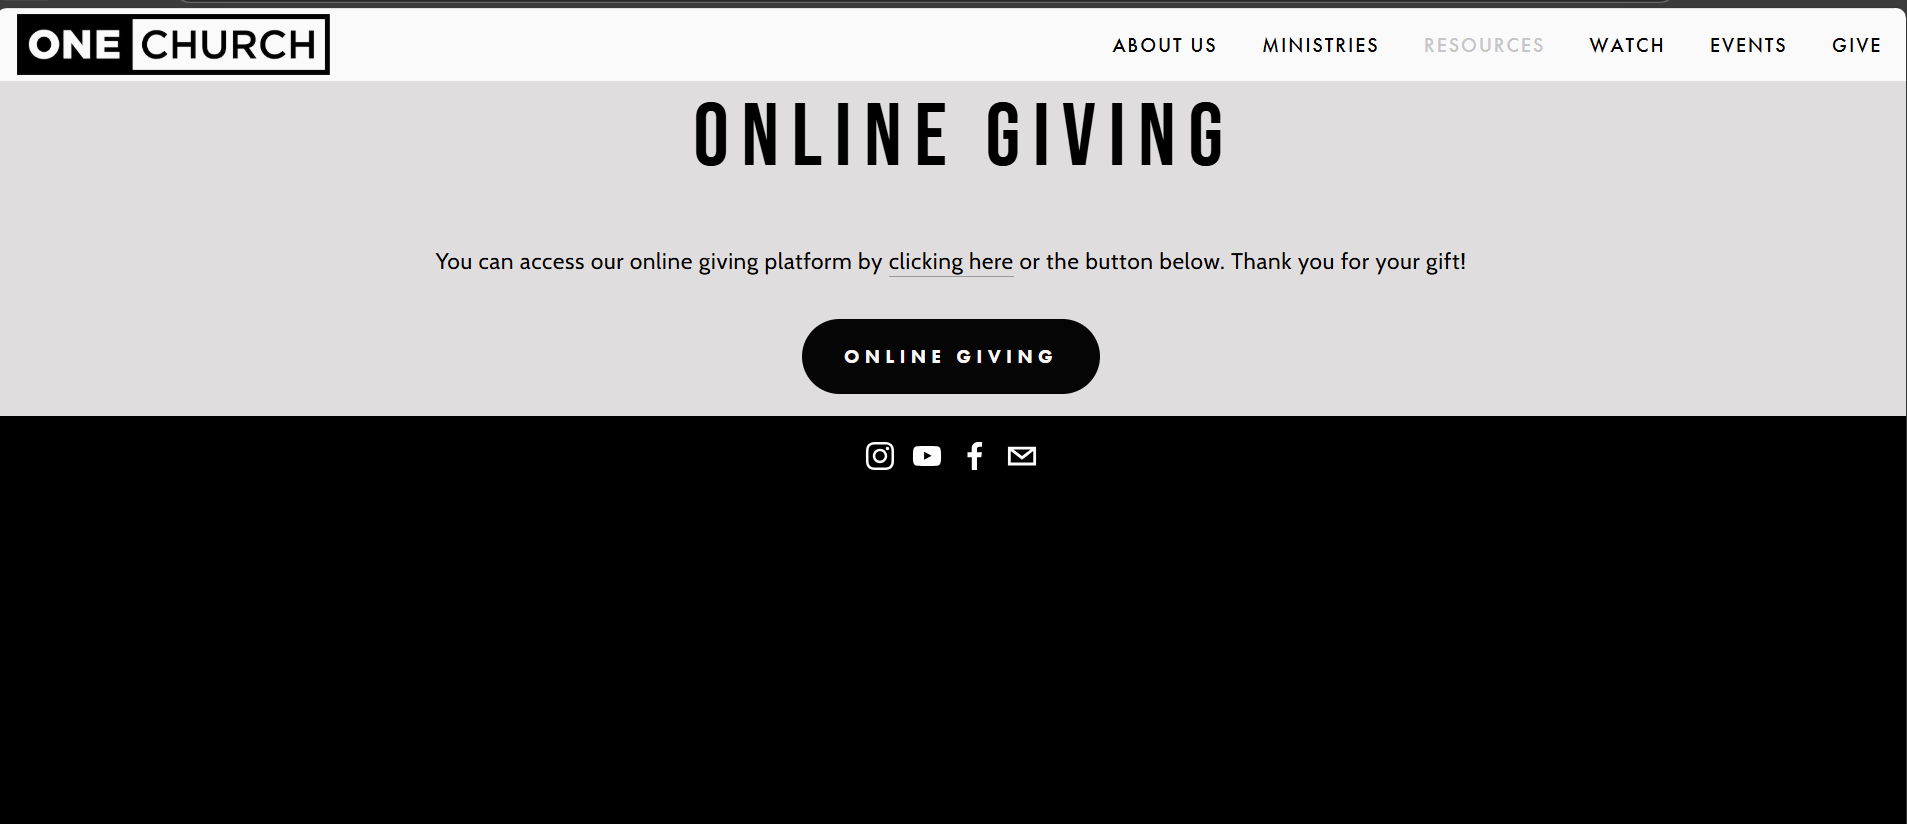 ONE CHURCH
ABOUT US MINISTRIES RESOURCES WATCH EVENTS GIVE
ONLINE GIVING
You can access our online giving platform by clicking here or the button below. Thank you for your gift!
ONLINE GIVING